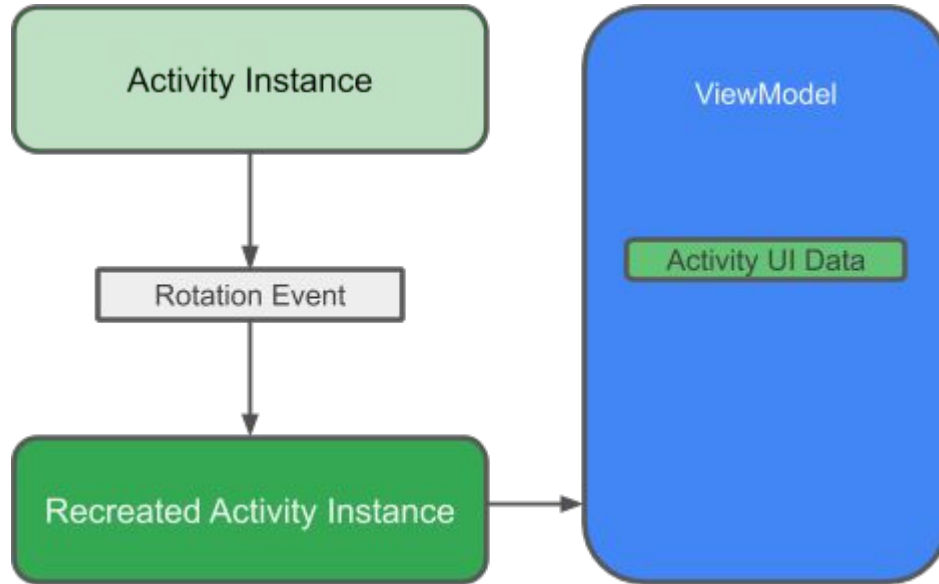 Activity Instance
ViewModel
Activity UI Data
Rotation Event
Recreated Activity Instance